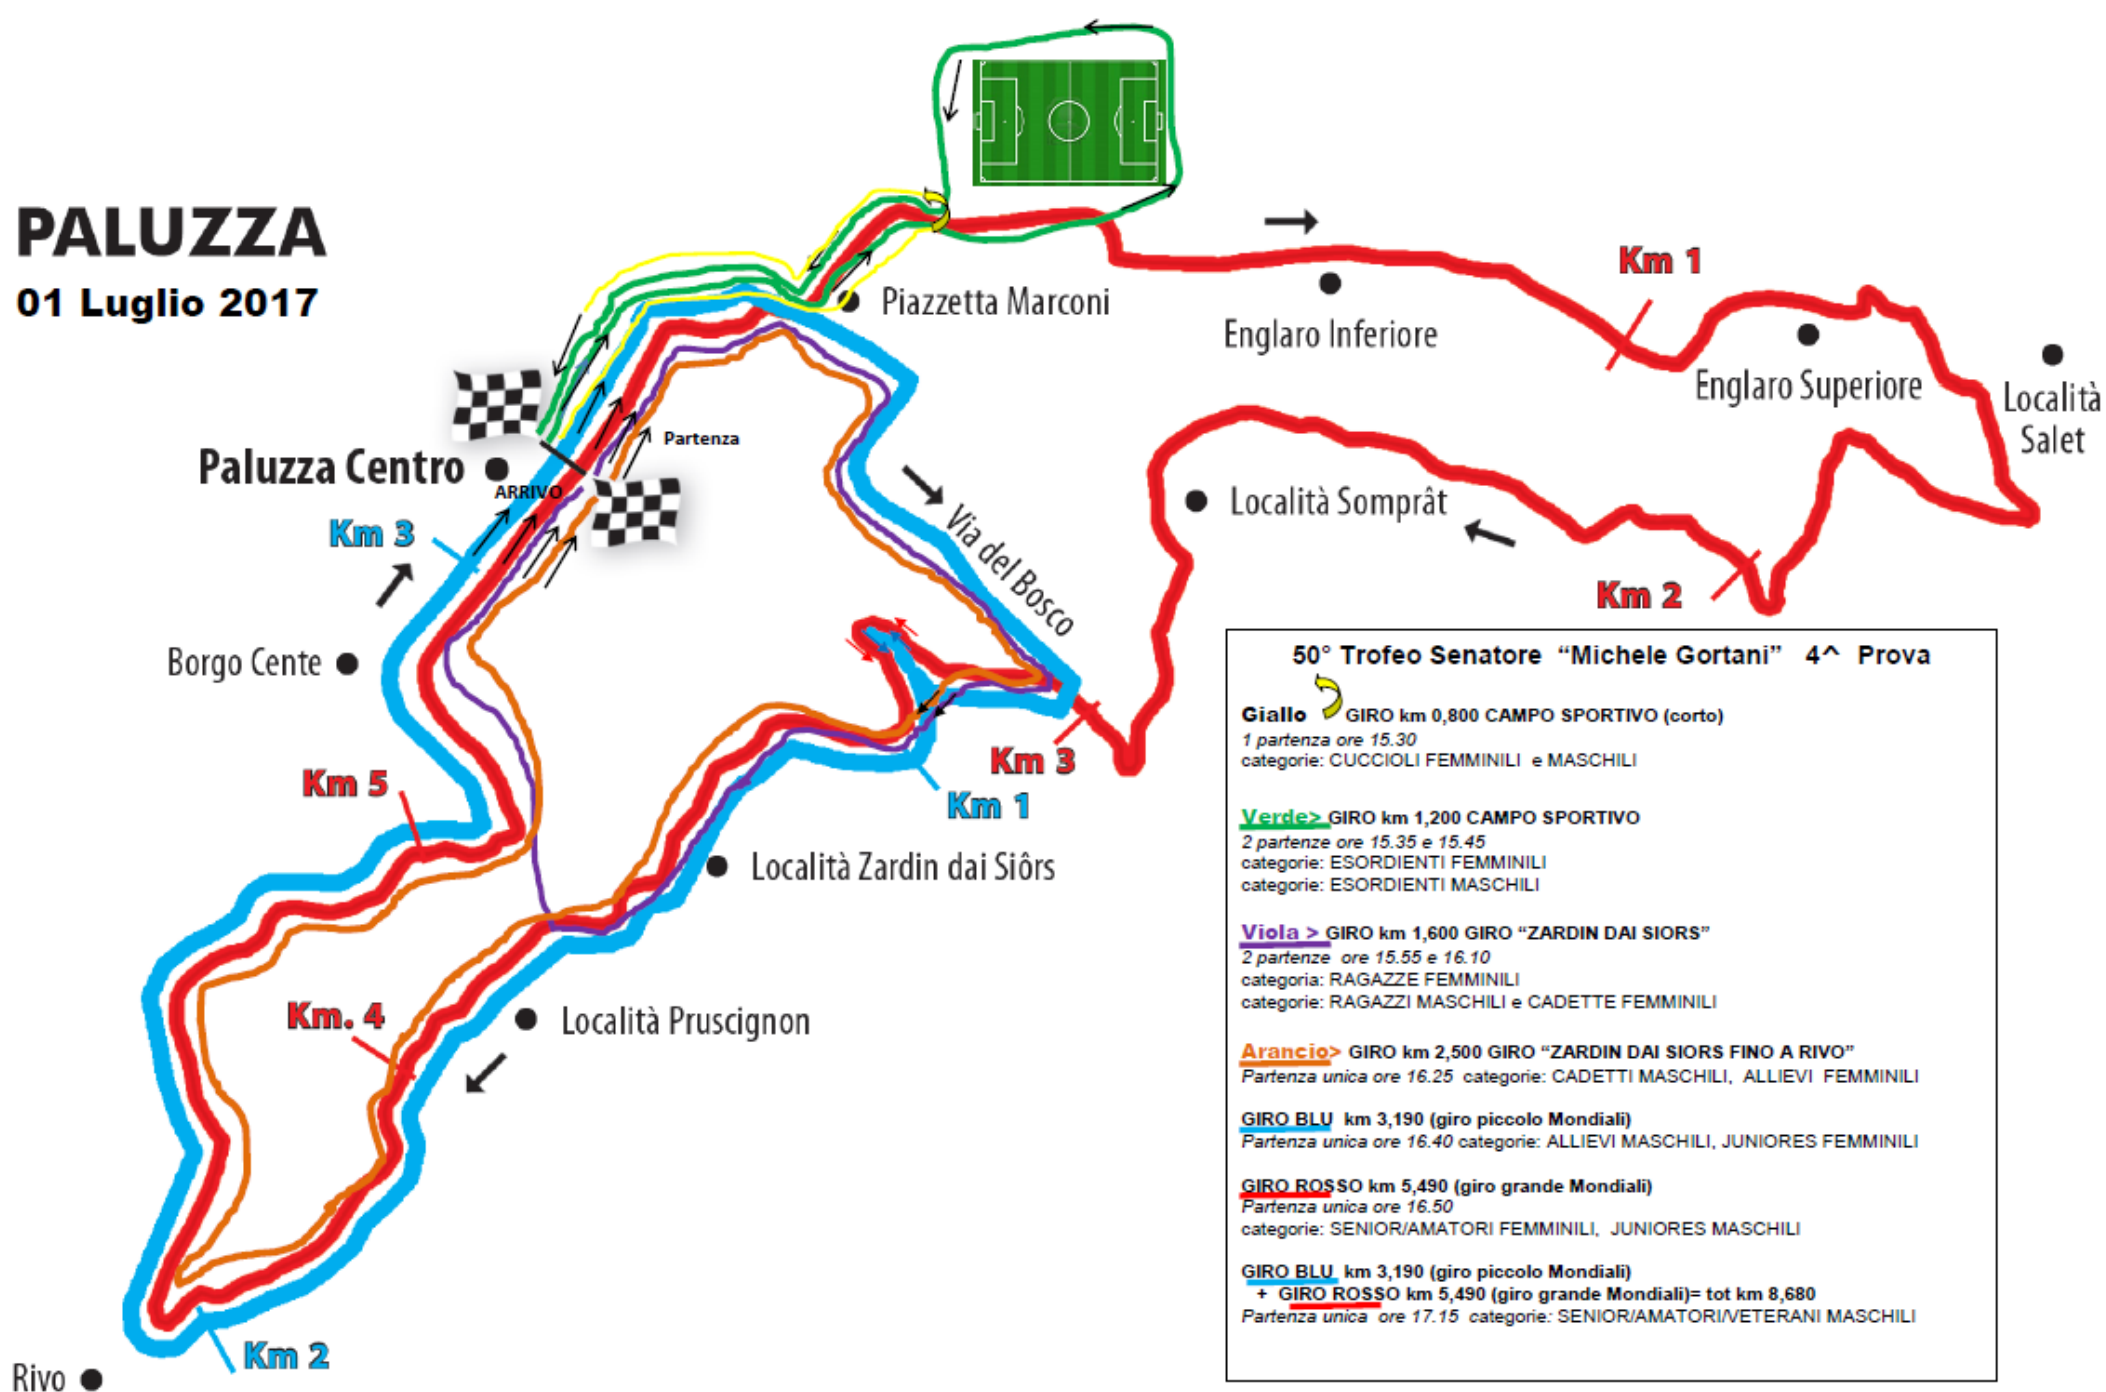 PALUZZA
01 Luglio 2017
Piazzetta Marconi
Englaro Inferiore
Km 1
Englaro Superiore
Località
Salet
Partenza
Paluzza Centro
ARRIVO
Km 3
Via del Bosco
Località Somprât
Km 2
Borgo Cente
Km 3
Km 5
Km 1
Località Zardin dai Siôrs
Km. 4
Località Pruscignon
Km 2
Rivo
50° Trofeo Senatore “Michele Gortani” 4^ Prova
Giallo GIRO km 0,800 CAMPO SPORTIVO (corto)
1 partenza ore 15.30
categorie: CUCCIOLI FEMMINILI e MASCHILI
Verde> GIRO km 1,200 CAMPO SPORTIVO
2 partenze ore 15.35 e 15.45
categorie: ESORDIENTI FEMMINILI
categorie: ESORDIENTI MASCHILI
Viola > GIRO km 1,600 GIRO “ZARDIN DAI SIORS”
2 partenze ore 15.55 e 16.10
categoria: RAGAZZE FEMMINILI
categorie: RAGAZZI MASCHILI e CADETTE FEMMINILI
Arancio> GIRO km 2,500 GIRO “ZARDIN DAI SIORS FINO A RIVO”
Partenza unica ore 16.25 categorie: CADETTI MASCHILI, ALLIEVI FEMMINILI
GIRO BLU km 3,190 (giro piccolo Mondiali)
Partenza unica ore 16.40 categorie: ALLIEVI MASCHILI, JUNIORES FEMMINILI
GIRO ROSSO km 5,490 (giro grande Mondiali)
Partenza unica ore 16.50
categorie: SENIOR/AMATORI FEMMINILI, JUNIORES MASCHILI
GIRO BLU km 3,190 (giro piccolo Mondiali)
+ GIRO ROSSO km 5,490 (giro grande Mondiali)= tot km 8,680
Partenza unica ore 17.15 categorie: SENIOR/AMATORI/VETERANI MASCHILI